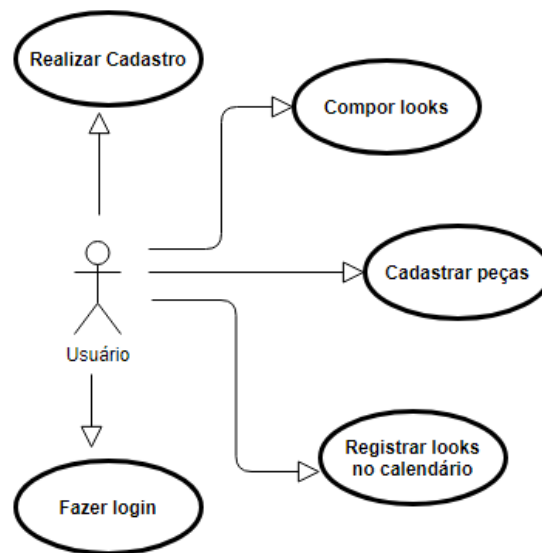 Realizar Cadastro
Compor looks
Cadastrar peças
Usuário
Registrar looks
no calendário
Fazer login